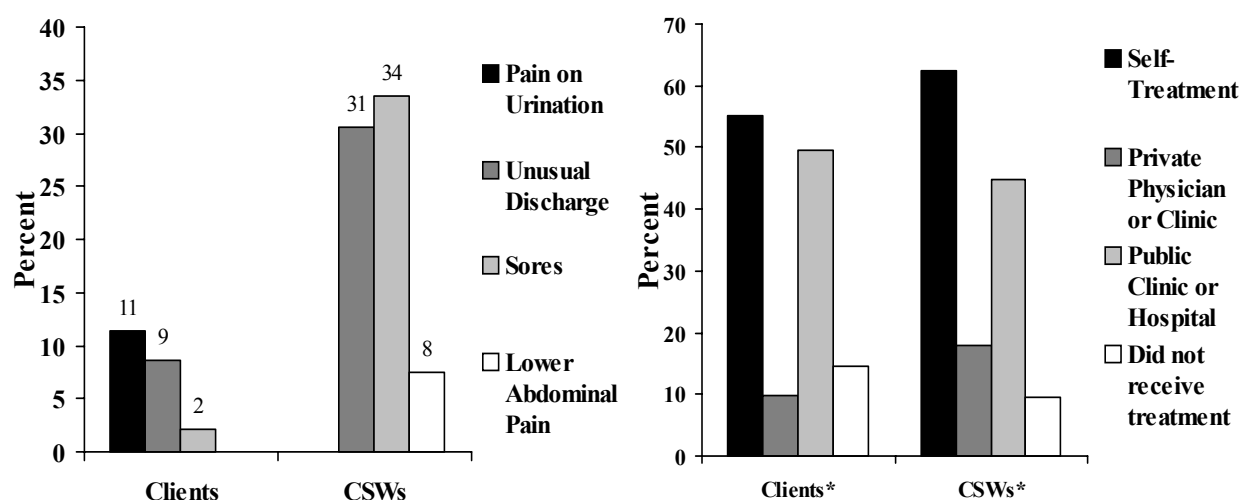 40
35
30
25
20
15
10
5
0
Percent
11
9
2
31
34
8
Clients
CSWs
Pain on
Urination
Unusual
Discharge
Sores
Lower
Abdominal
Pain
70
60
50
40
30
20
10
0
Percent
Clients*
CSWs*
Self-
Treatment
Private
Physician
or Clinic
Public
Clinic or
Hospital
Did not
receive
treatment